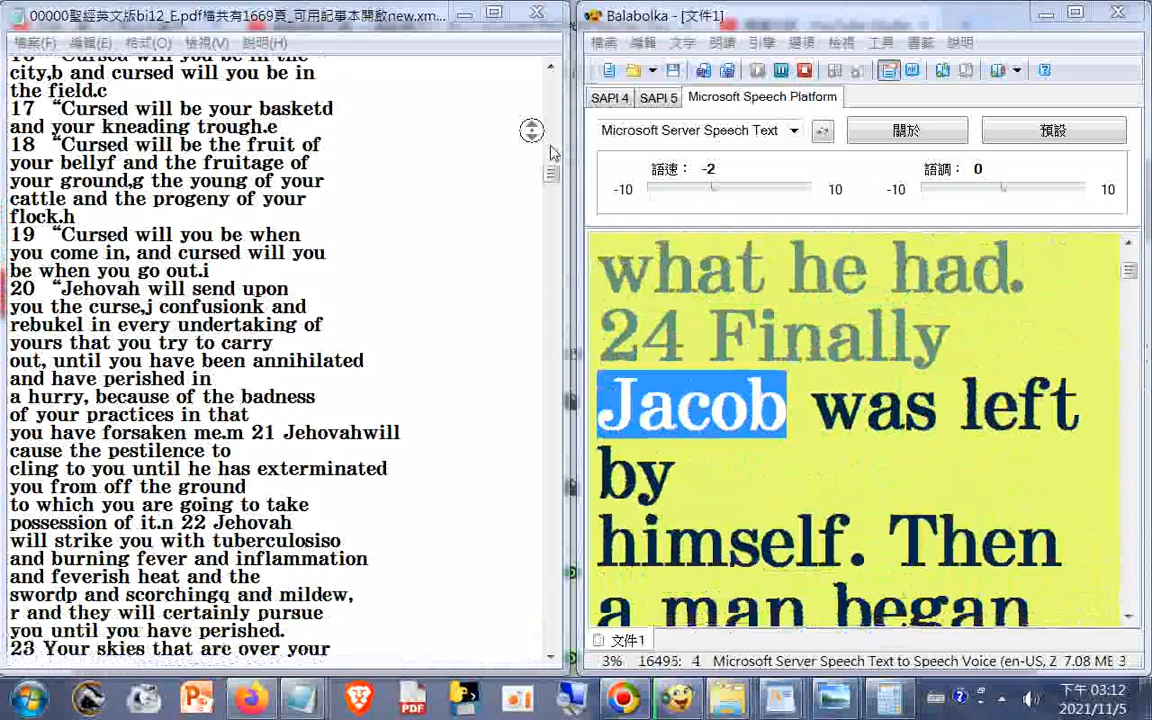 00000聖經英文版bi12_E.pdf檔共有1669頁_可用記事本開啟new.xm...
檔案(F) 編輯(E) 格式(O) 檢視(V) 說明(H)
16 “Cursed will you be in the
city,b and cursed will you be in
the field.c
17 “Cursed will be your basketd
and your kneading trough.e
18 “Cursed will be the fruit of
your bellyf and the fruitage of
your ground,g the young of your
cattle and the progeny of your
flock.h
19 “Cursed will you be when
you come in, and cursed will you
be when you go out.i
20 “Jehovah will send upon
you the curse,j confusionk and
rebukel in every undertaking of
yours that you try to carry
out, until you have been annihilated
and have perished in
a hurry, because of the badness
of your practices in that
you have forsaken me.m 21 Jehovahwill
cause the pestilence to
cling to you until he has exterminated
you from off the ground
to which you are going to take
possession of it.n 22 Jehovah
will strike you with tuberculosiso
and burning fever and inflammation
and feverish heat and the
swordp and scorchingq and mildew,
r and they will certainly pursue
you until you have perished.
23 Your skies that are over your
Balabolka - [文件1]
檔案 編輯 文字 朗讀 引擎 選項 檢視 工具 書籤 說明
SAPI 4 SAPI 5 Microsoft Speech Platform
Microsoft Server Speech Text 關於 預設
語速： -2 語調： 0
-10 10 -10 10
what he had.
24 Finally
Jacob was left
by
himself. Then
a man began
文件1
3% 16495: 4 Microsoft Server Speech Text to Speech Voice (en-US, Z 7.08 MB 3
PDF
下午 03:12
2021/11/5